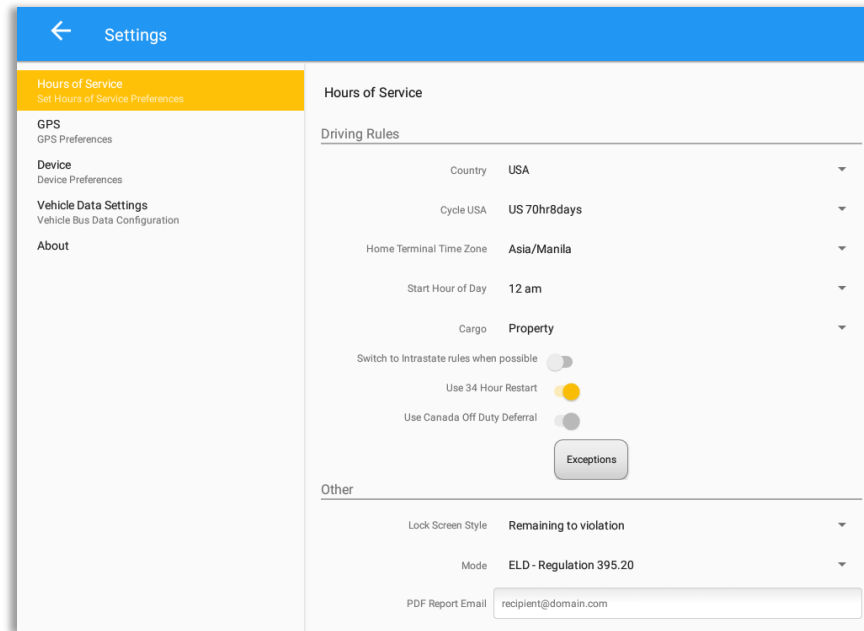 Settings
Hours of Service
Set Hours of Service Preferences
GPS
GPS Preferences
Device
Device Preferences
Vehicle Data Settings
Vehicle Bus Data Configuration
About
Hours of Service
Driving Rules
Country USA
Cycle USA US 70hr8days
Home Terminal Time Zone Asia/Manila
Start Hour of Day 12 am
Cargo Property
Switch to Intrastate rules when possible
Use 34 Hour Restart
Use Canada Off Duty Deferral
Exceptions
Other
Lock Screen Style Remaining to violation
Mode ELD - Regulation 395.20
PDF Report Email recipient@domain.com